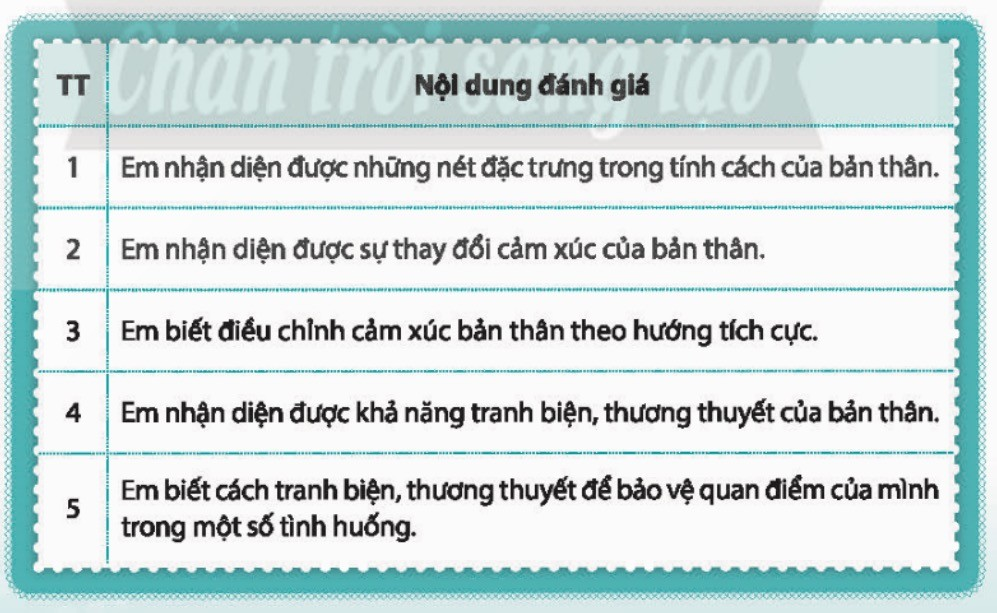 Chân trời sáng tạo
TT Nội dung đánh giá
1 Em nhận diện được những nét đặc trưng trong tính cách của bản thân.
2 Em nhận diện được sự thay đổi cảm xúc của bản thân.
3 Em biết điều chỉnh cảm xúc bản thân theo hướng tích cực.
4 Em nhận diện được khả năng tranh biện, thương thuyết của bản thân.
5 Em biết cách tranh biện, thương thuyết để bảo vệ quan điểm của mình
trong một số tình huống.